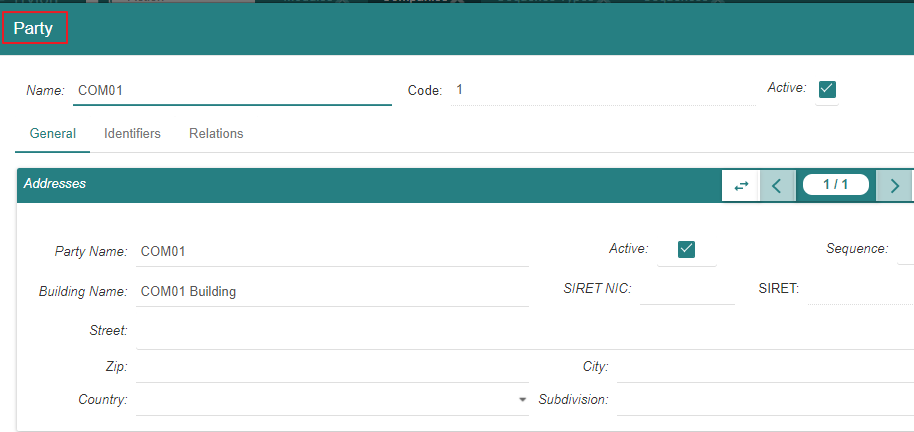 Party
Name: COM01 Code: 1 Active:
General Identifiers Relations
Addresses 1 / 1
Party Name: COM01 Active: Sequence:
Building Name: COM01 Building SIRET NIC: SIRET:
Street:
Zip: City:
Country: Subdivision: